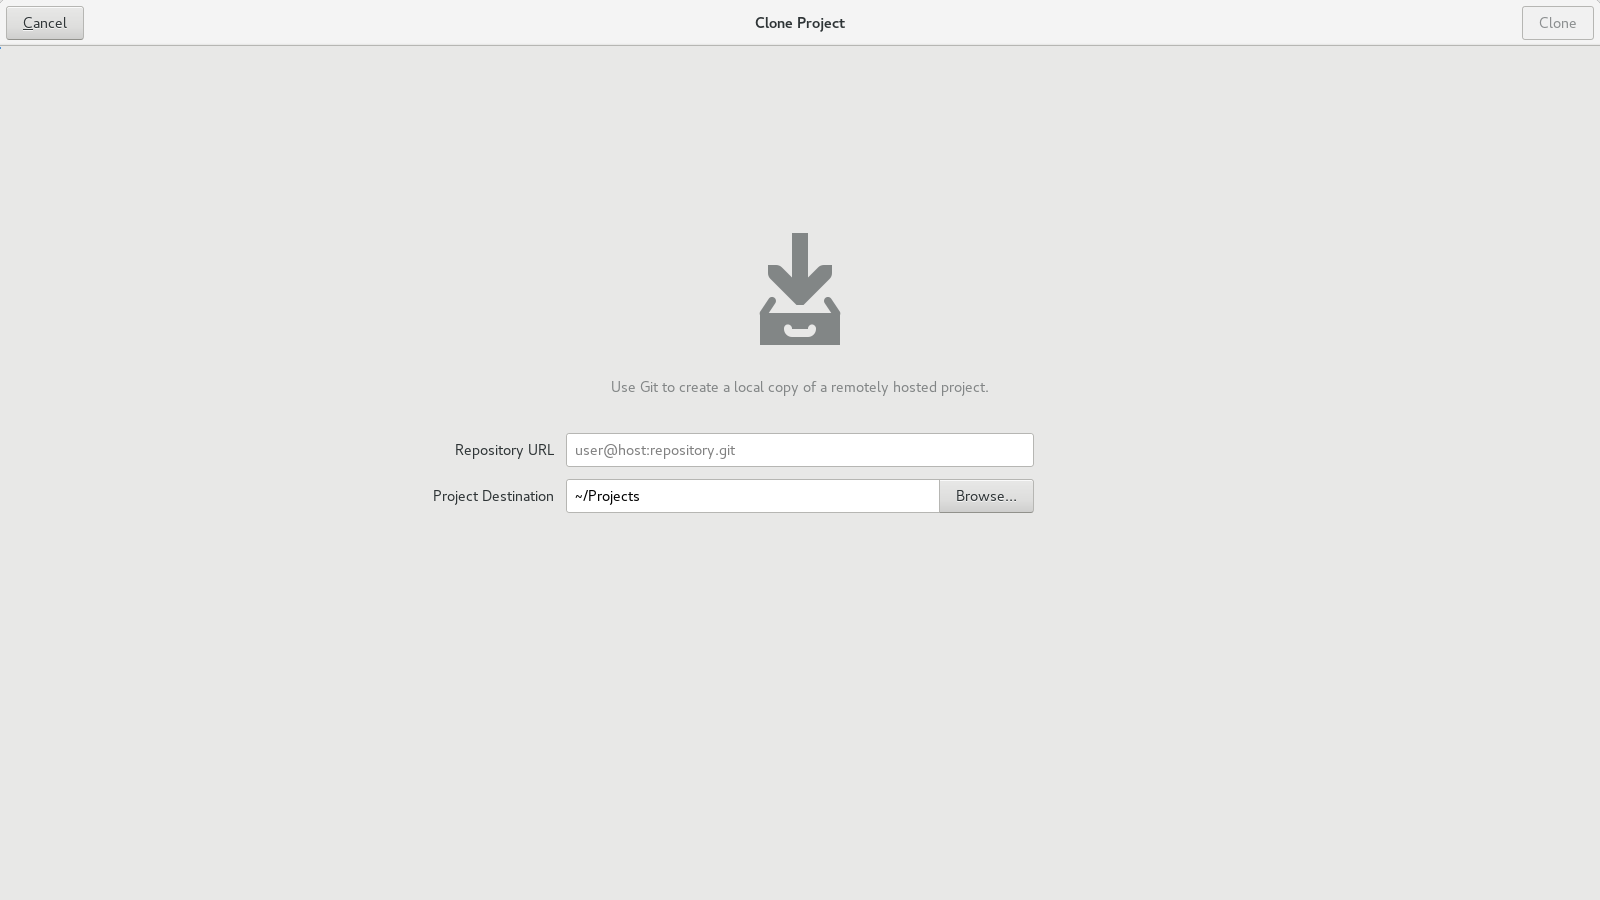 Cancel
Clone Project
Clone
Use Git to create a local copy of a remotely hosted project.
Repository URL
user@host:repository.git
Project Destination
~/Projects
Browse...